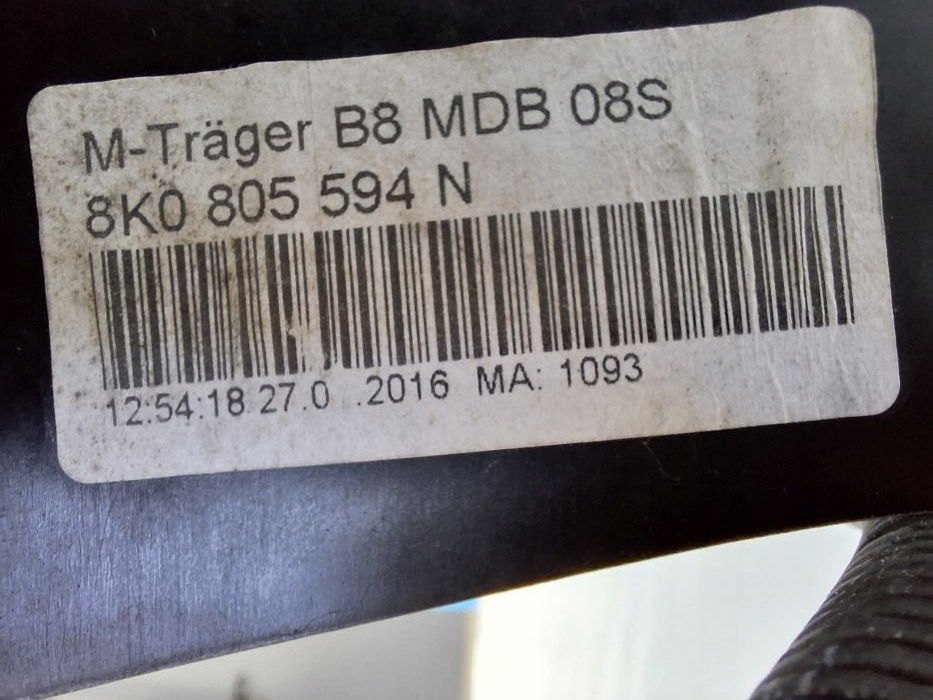 M-Träger B8 MDB 08S
8K0 805 594 N
12:54:18 27.0 .2016 MA: 1093